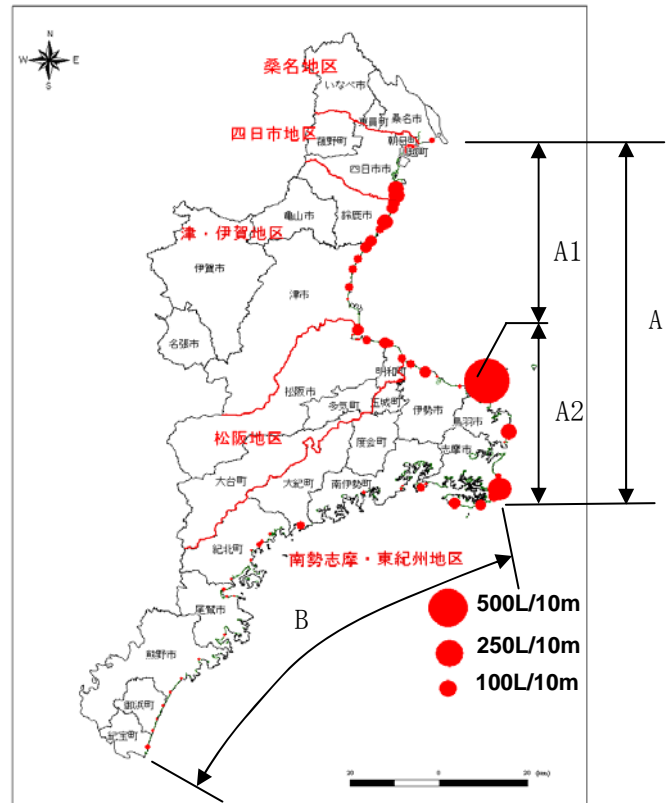 N
W E
S
桑名地区
いなべ市
東員町 桑名市
四日市地区
菰野町 朝日町
四日市市
亀山市 鈴鹿市
津・伊賀地区
伊賀市
津市
名張市
A1
A
A2
明和町
松阪市
多気町 玉城町 伊勢市
鳥羽市
松阪地区
度会町 志摩市
大台町 大紀町 南伊勢町
紀北町
南勢志摩・東紀州地区
尾鷲市
B
500L/10m
熊野市
250L/10m
御浜町
100L/10m
紀宝町
20 0 20 (km)